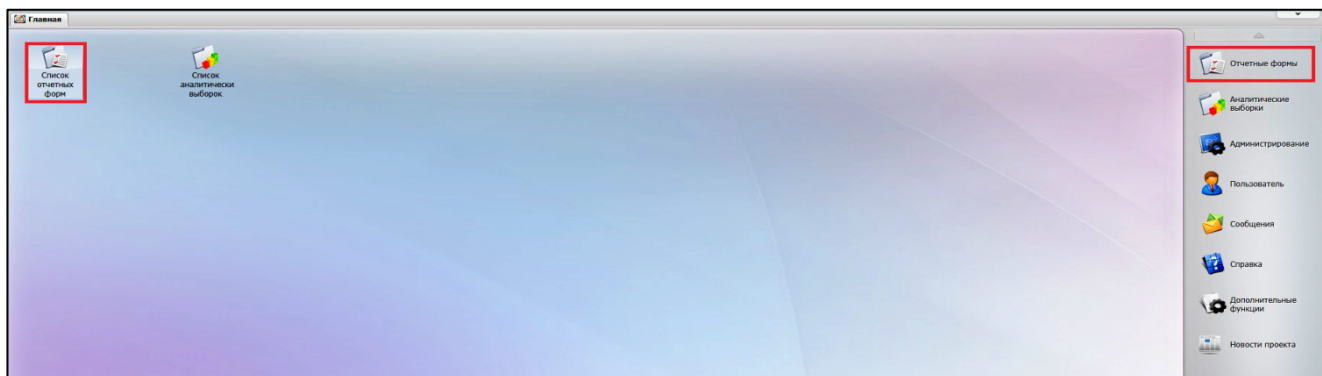 Главная
Список
отчетных
форм
Список
аналитически
выборок
Отчетные формы
Аналитические
выборки
Администрирование
Пользователь
Сообщения
Справка
Дополнительные
функции
Новости проекта